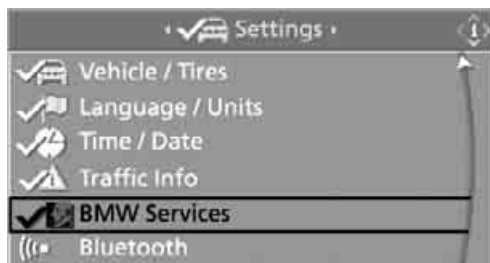 Settings
i
Vehicle / Tires
Language / Units
Time / Date
Traffic Info
BMW Services
Bluetooth